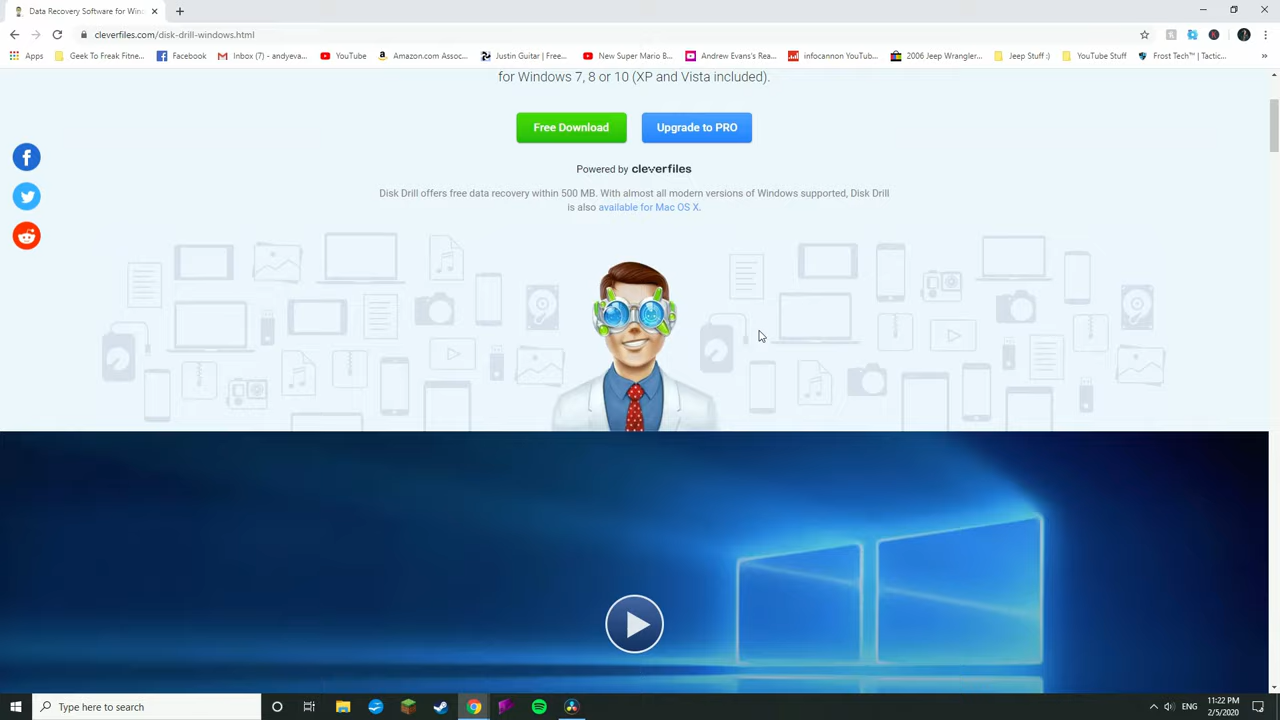 Data Recovery Software for Win
cleverfiles.com/disk-drill-windows.html
Apps
Geek To Freak Fitne...
Facebook
Inbox (7) - andyeva...
YouTube
Amazon.com Assoc...
Justin Guitar | Free...
New Super Mario B...
Andrew Evans's Rea...
infocannon YouTub...
2006 Jeep Wrangler...
Jeep Stuff :)
YouTube Stuff
Frost Tech™ | Tactic...
»
for Windows 7, 8 or 10 (XP and Vista included).
Free Download
Upgrade to PRO
Powered by cleverfiles
Disk Drill offers free data recovery within 500 MB. With almost all modern versions of Windows supported, Disk Drill
is also available for Mac OS X.
Type here to search
ENG
11:22 PM
2/5/2020